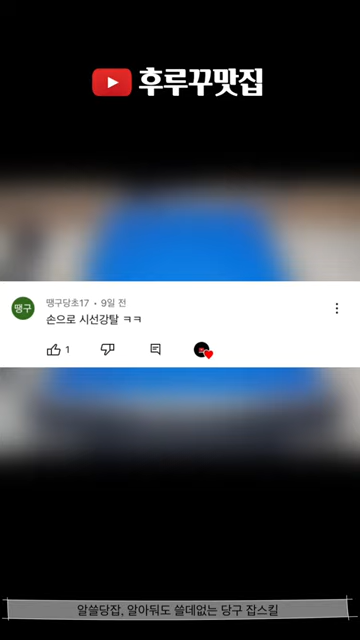 후루꾸맛집
땡구
땡구당초17 • 9일 전
손으로 시선강탈 ㅋㅋ
1
알쓸당잡, 알아둬도 쓸데없는 당구 잡스킬